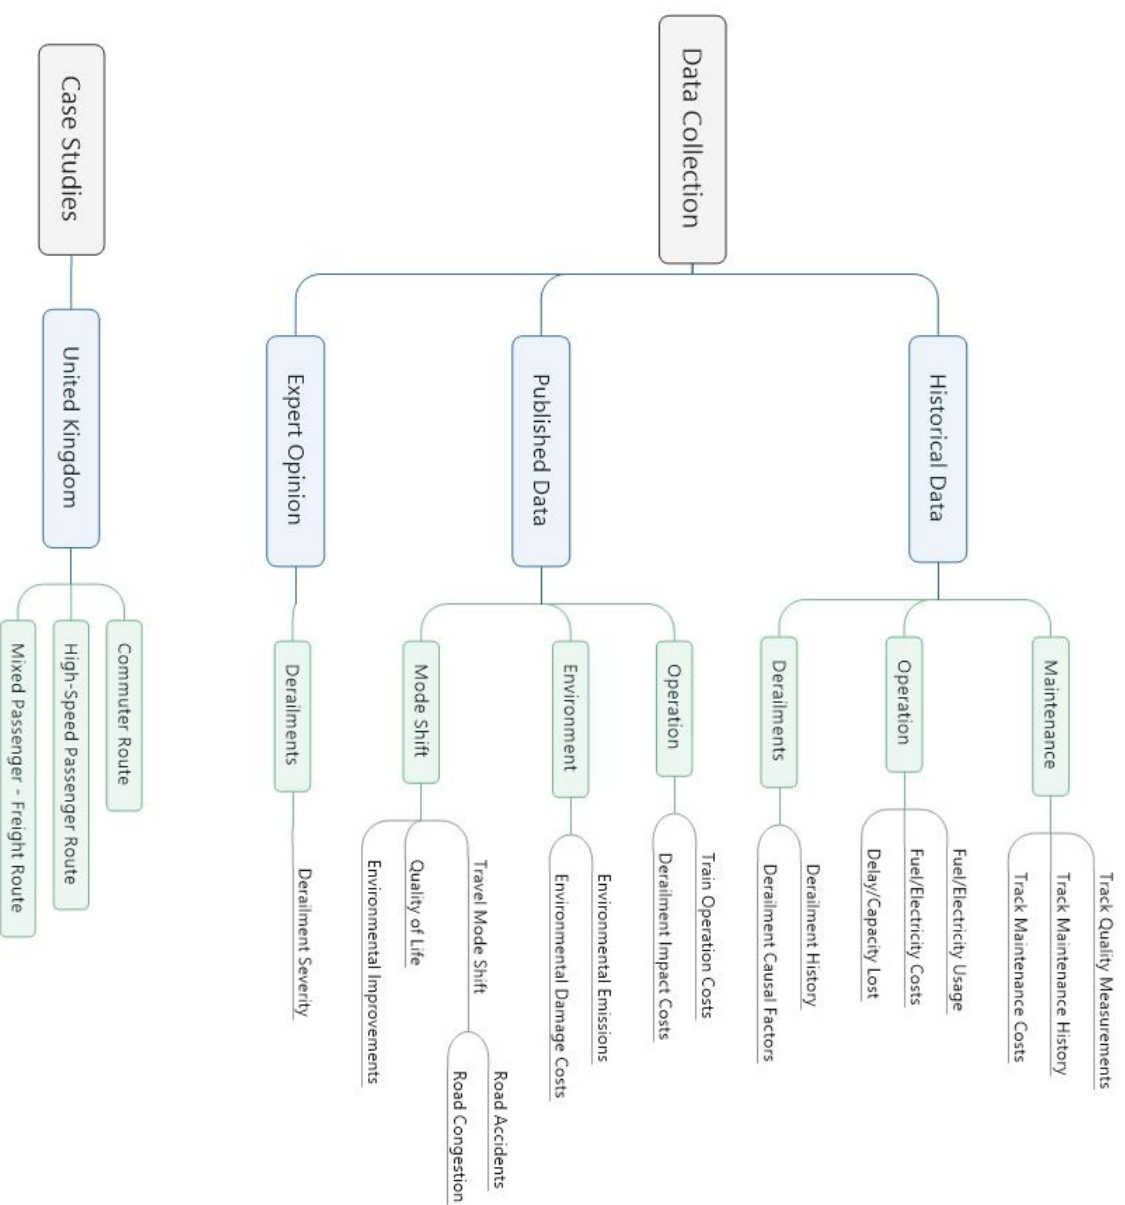 Data Collection
Historical Data
Maintenance
Track Quality Measurements
Track Maintenance History
Track Maintenance Costs
Operation
Fuel/Electricity Usage
Fuel/Electricity Costs
Delay/Capacity Lost
Derailments
Derailment History
Derailment Causal Factors
Published Data
Operation
Train Operation Costs
Derailment Impact Costs
Environment
Environmental Emissions
Environmental Damage Costs
Mode Shift
Travel Mode Shift
Road Accidents
Road Congestion
Quality of Life
Environmental Improvements
Expert Opinion
Derailments
Derailment Severity
Case Studies
United Kingdom
Commuter Route
High-Speed Passenger Route
Mixed Passenger - Freight Route